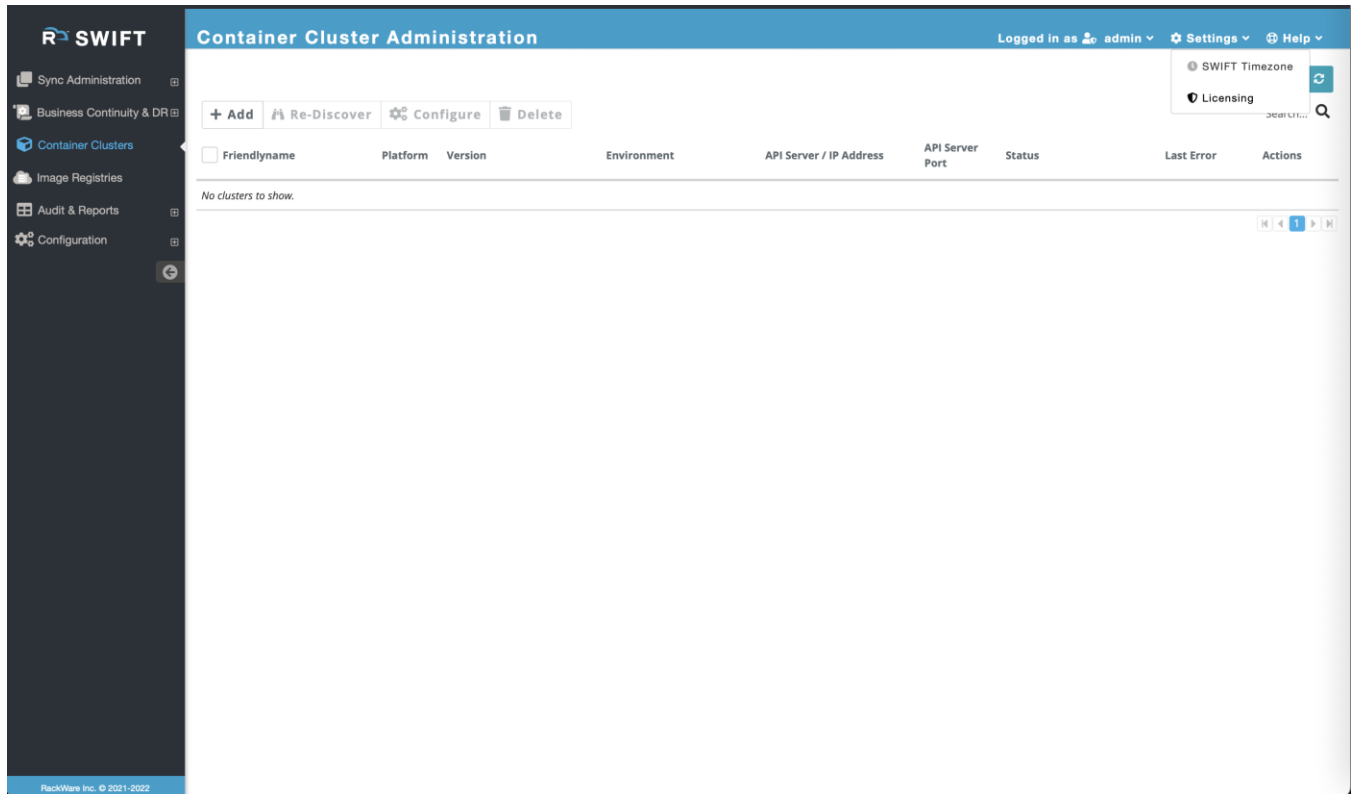 SWIFT
Container Cluster Administration
Logged in as admin
Settings
Help
SWIFT Timezone
Licensing
Search...
Sync Administration
Business Continuity & DR
Container Clusters
Image Registries
Audit & Reports
Configuration
+ Add
Re-Discover
Configure
Delete
Friendlyname
Platform
Version
Environment
API Server / IP Address
API Server
Port
Status
Last Error
Actions
No clusters to show.
1
RackWare Inc. © 2021-2022